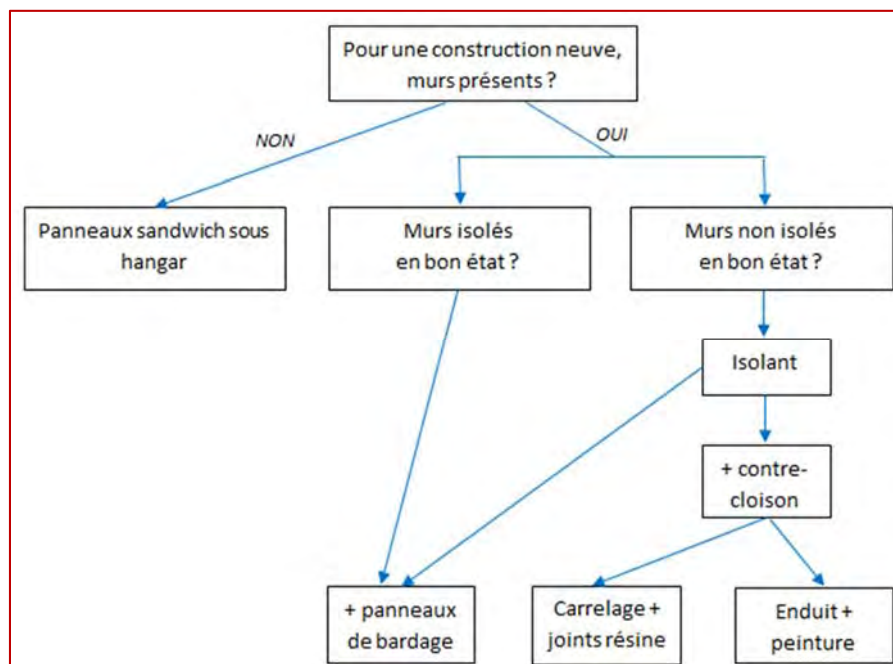 Pour une construction neuve,
murs présents ?
NON
OUI
Panneaux sandwich sous
hangar
Murs isolés
en bon état ?
Murs non isolés
en bon état ?
Isolant
+ contre-
cloison
+ panneaux
de bardage
Carrelage +
joints résine
Enduit +
peinture